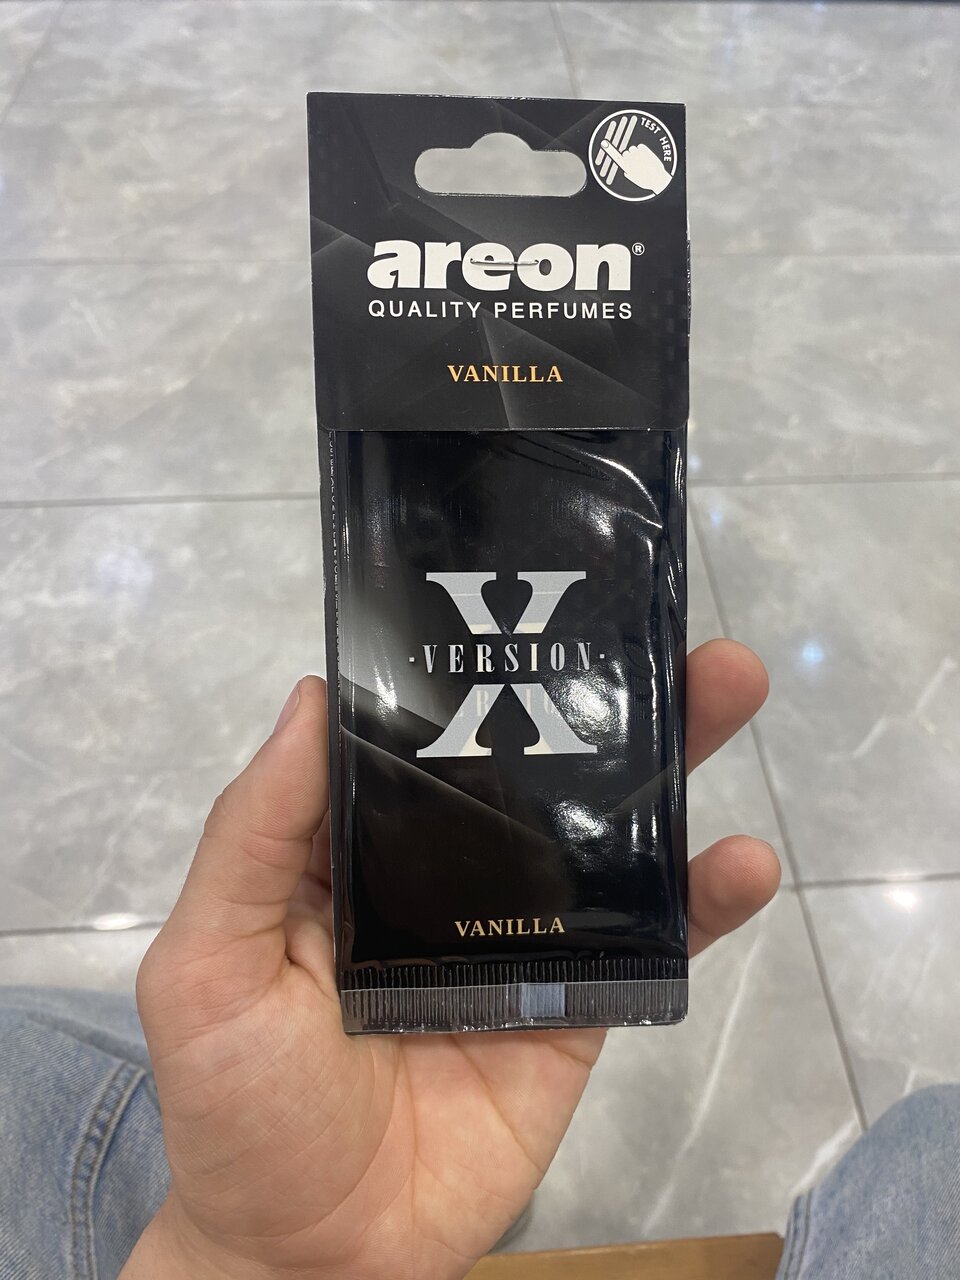 TEST HERE
areon®
QUALITY PERFUMES
VANILLA
X
·VERSION·
VANILLA